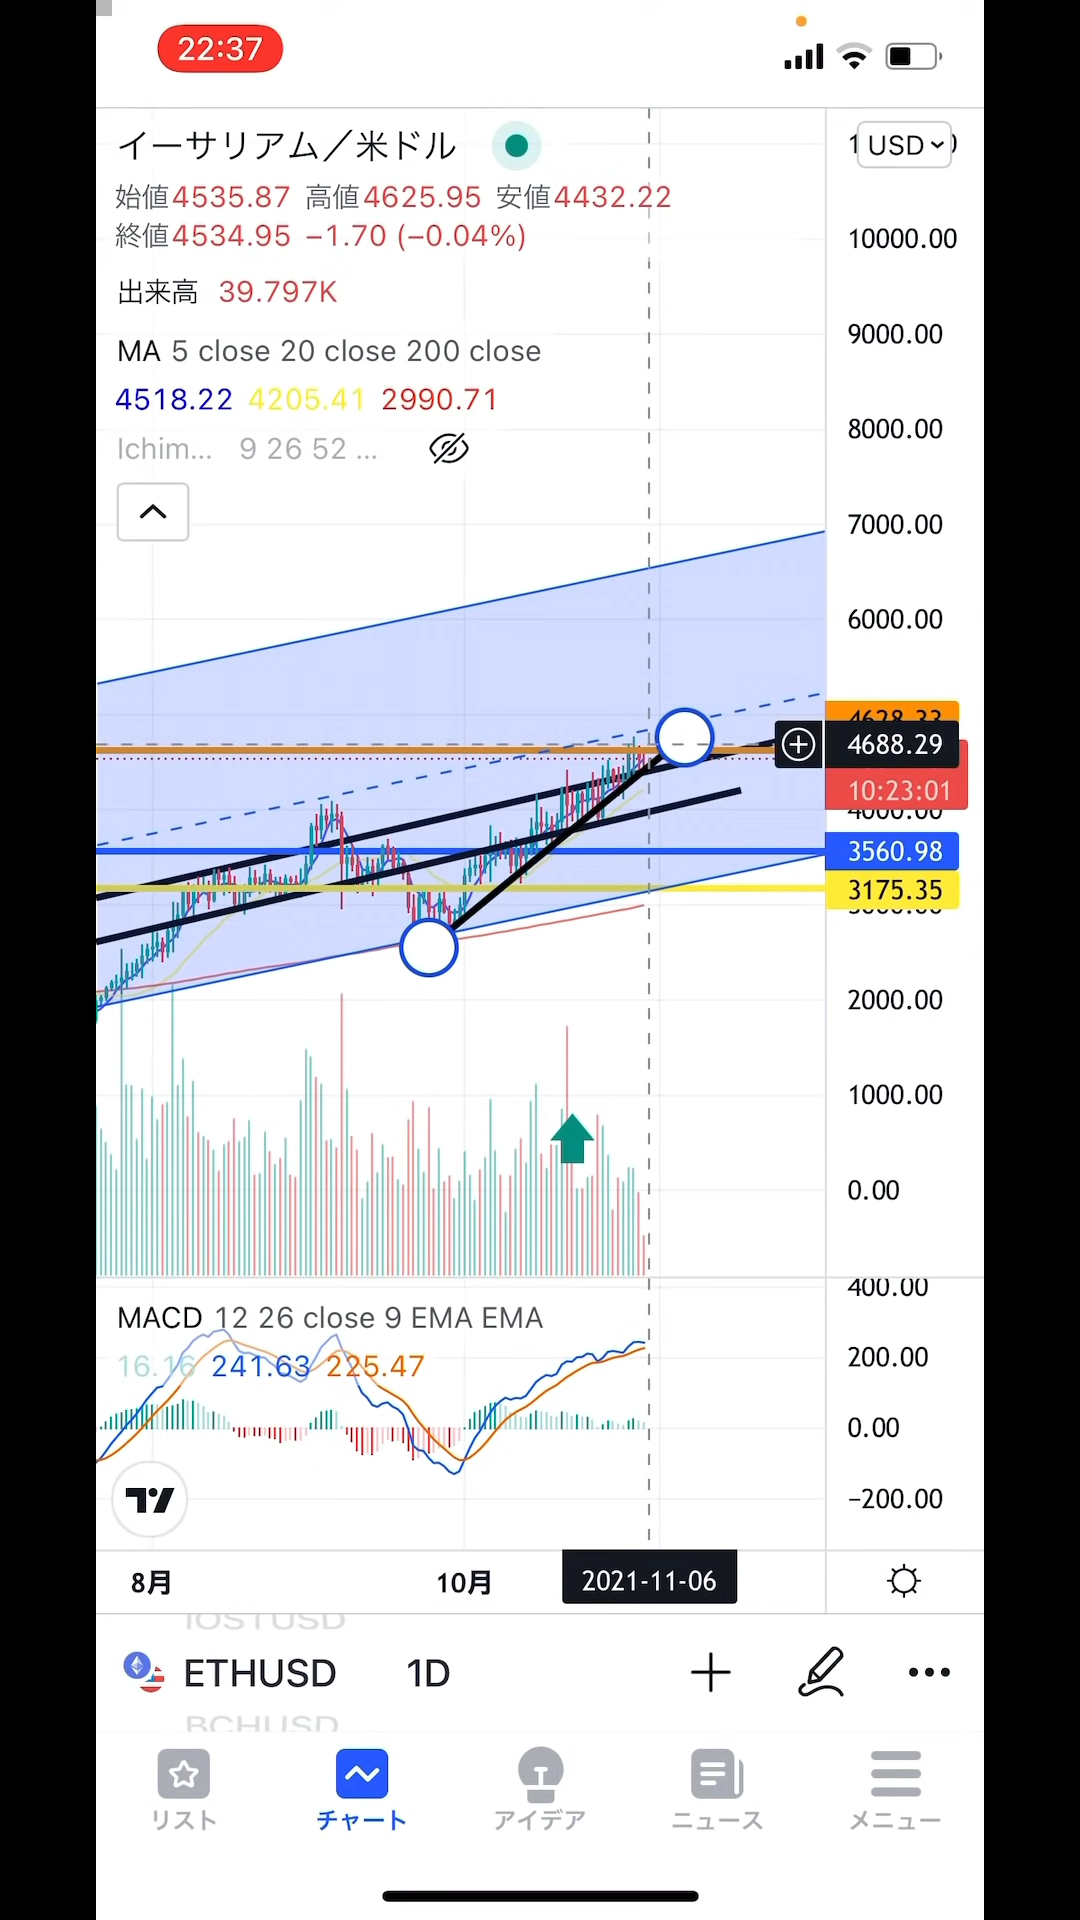 22:37
イーサリアム／米ドル
USD
始値4535.87 高値4625.95 安値4432.22
終値4534.95 −1.70 (−0.04%)
10000.00
出来高 39.797K
9000.00
MA 5 close 20 close 200 close
4518.22 4205.41 2990.71
8000.00
Ichim... 9 26 52 ...
7000.00
6000.00
4628.33
4688.29
10:23:01
4000.00
3560.98
3175.35
2000.00
1000.00
0.00
400.00
MACD 12 26 close 9 EMA EMA
16.16 241.63 225.47
200.00
0.00
−200.00
8月 10月 2021-11-06
IOSTUSD
ETHUSD 1D
BCHUSD
リスト チャート アイデア ニュース メニュー